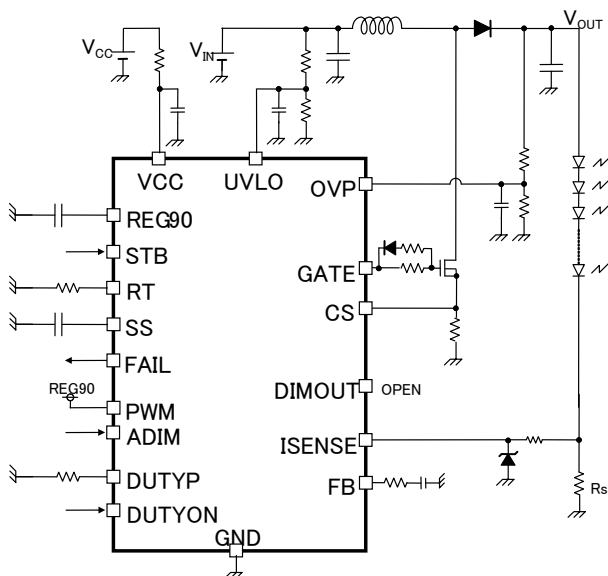 VCC
VIN
VOUT
VCC
UVLO
OVP
REG90
STB
GATE
RT
CS
SS
FAIL
REG90
DIMOUT
OPEN
PWM
ADIM
ISENSE
DUTYP
FB
Rs
DUTYON
GND